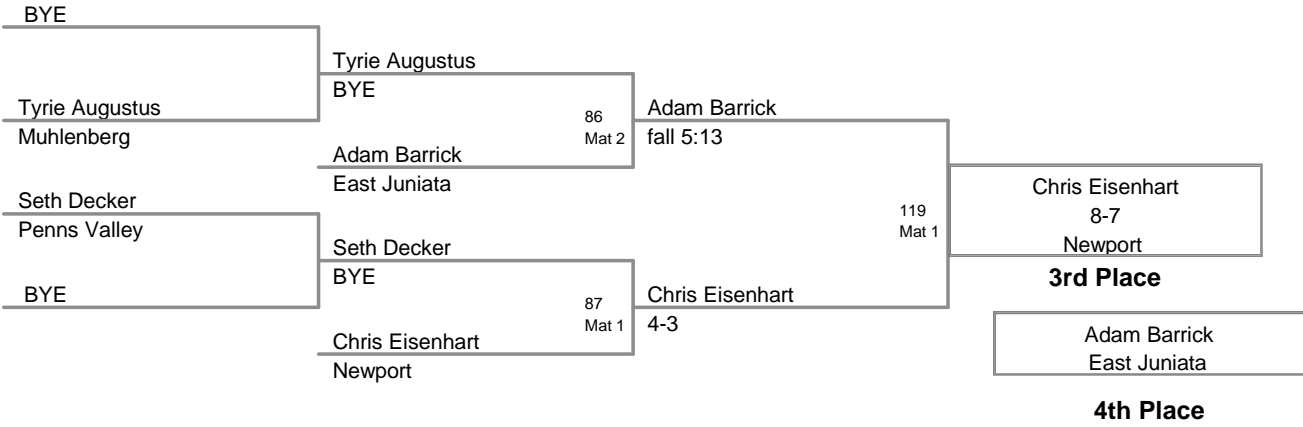 BYE
Tyrie Augustus
BYE
Tyrie Augustus
Muhlenberg
86
Mat 2
Adam Barrick
fall 5:13
Adam Barrick
East Juniata
Seth Decker
Penns Valley
Seth Decker
BYE
BYE
87
Mat 1
Chris Eisenhart
4-3
Chris Eisenhart
Newport
119
Mat 1
Chris Eisenhart
8-7
Newport
3rd Place
Adam Barrick
East Juniata
4th Place